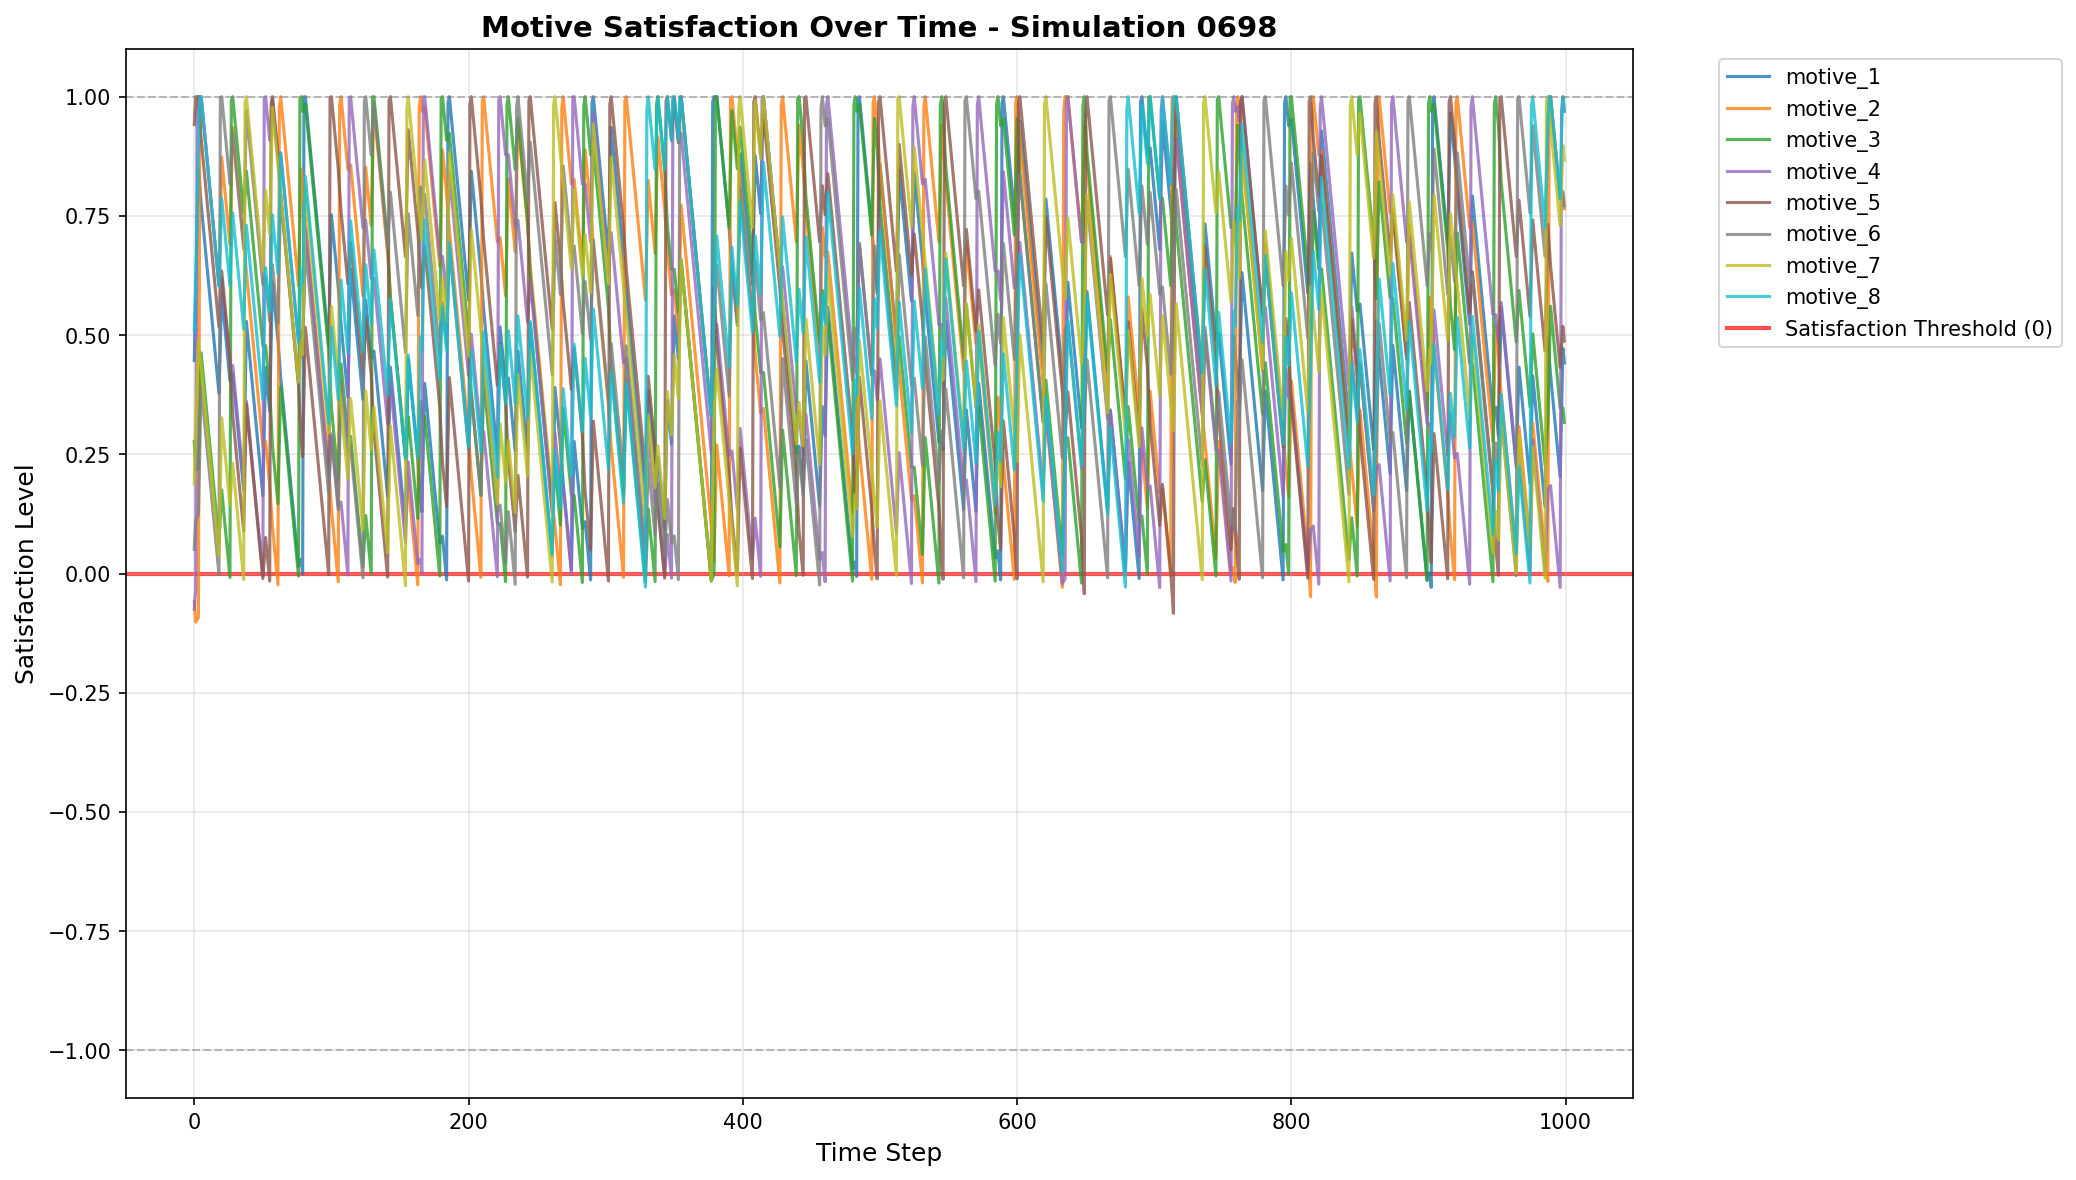 Motive Satisfaction Over Time - Simulation 0698
Satisfaction Level
1.00
0.75
0.50
0.25
0.00
−0.25
−0.50
−0.75
−1.00
0
200
400
600
800
1000
Time Step
motive_1
motive_2
motive_3
motive_4
motive_5
motive_6
motive_7
motive_8
Satisfaction Threshold (0)